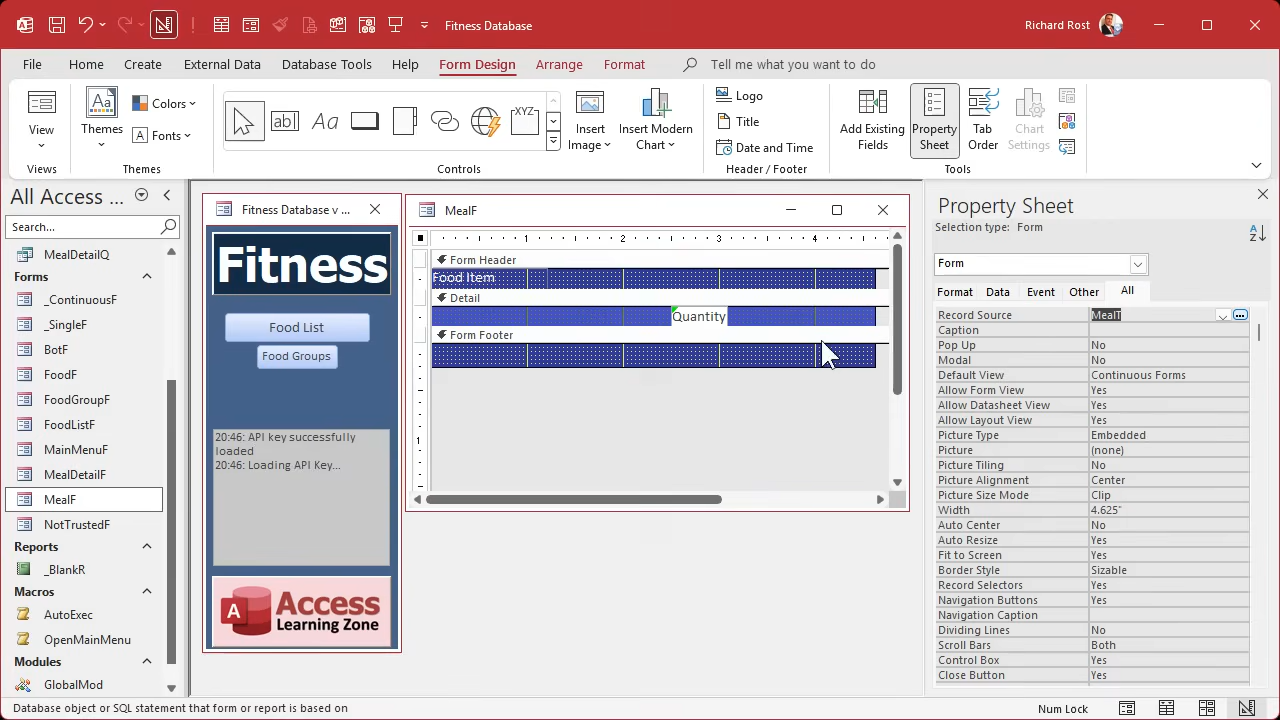 Fitness Database
Richard Rost
File Home Create External Data Database Tools Help Form Design Arrange Format Tell me what you want to do
View
Views
Themes
Colors
Fonts
Themes
ab|
Aa
XYZ
Controls
Insert Image
Insert Modern Chart
Logo
Title
Date and Time
Header / Footer
Add Existing Fields
Property Sheet
Tab Order
Chart Settings
Tools
All Access ...
Search...
MealDetailQ
Forms
_ContinuousF
_SingleF
BotF
FoodF
FoodGroupF
FoodListF
MainMenuF
MealDetailF
MealF
NotTrustedF
Reports
_BlankR
Macros
AutoExec
OpenMainMenu
Modules
GlobalMod
Fitness Database v ...
Fitness
Food List
Food Groups
20:46: API key successfully
loaded
20:46: Loading API Key...
A Access
Learning Zone
MealF
1 2 3 4
Form Header
Food Item
Detail
Quantity
Form Footer
1
Property Sheet
Selection type: Form
Form
Format Data Event Other All
Record Source MealT
Caption
Pop Up No
Modal No
Default View Continuous Forms
Allow Form View Yes
Allow Datasheet View Yes
Allow Layout View Yes
Picture Type Embedded
Picture (none)
Picture Tiling No
Picture Alignment Center
Picture Size Mode Clip
Width 4.625"
Auto Center No
Auto Resize Yes
Fit to Screen Yes
Border Style Sizable
Record Selectors Yes
Navigation Buttons Yes
Navigation Caption
Dividing Lines No
Scroll Bars Both
Control Box Yes
Close Button Yes
Database object or SQL statement that form or report is based on
Num Lock